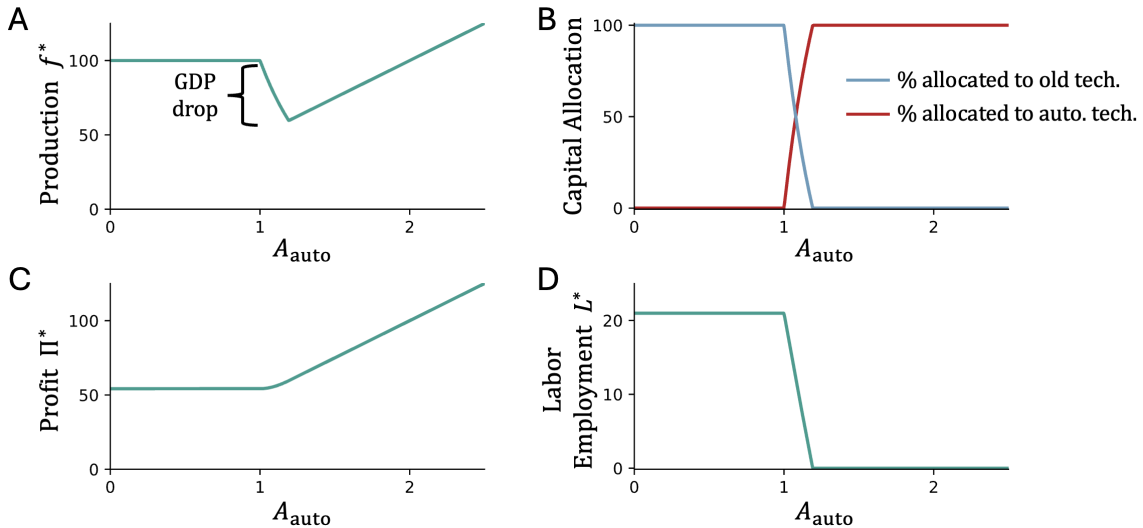 A
Production f*
100
50
0
GDP
drop
0
1
2
A_auto
B
Capital Allocation
100
50
0
% allocated to old tech.
% allocated to auto. tech.
0
1
2
A_auto
C
Profit Π*
100
50
0
0
1
2
A_auto
D
Labor
Employment L*
20
10
0
0
1
2
A_auto